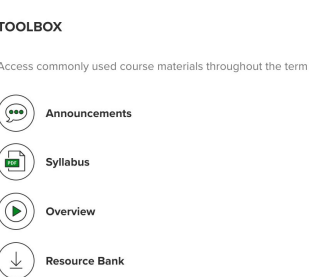 TOOLBOX
Access commonly used course materials throughout the term
Announcements
PDF
Syllabus
Overview
Resource Bank